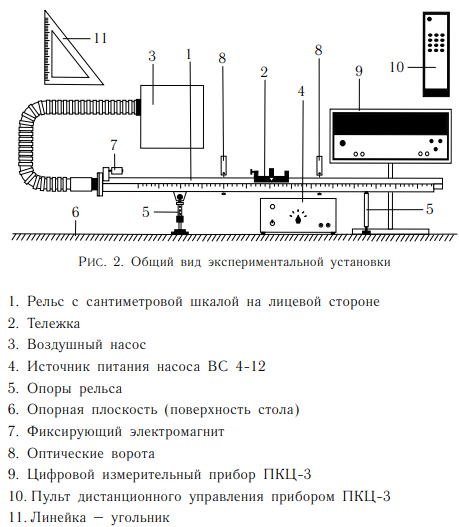 11
3
1
8
2
4
8
9
10
7
5
5
6
Рис. 2. Общий вид экспериментальной установки
1. Рельс с сантиметровой шкалой на лицевой стороне
2. Тележка
3. Воздушный насос
4. Источник питания насоса ВС 4-12
5. Опоры рельса
6. Опорная плоскость (поверхность стола)
7. Фиксирующий электромагнит
8. Оптические ворота
9. Цифровой измерительный прибор ПКЦ-3
10. Пульт дистанционного управления прибором ПКЦ-3
11. Линейка – угольник